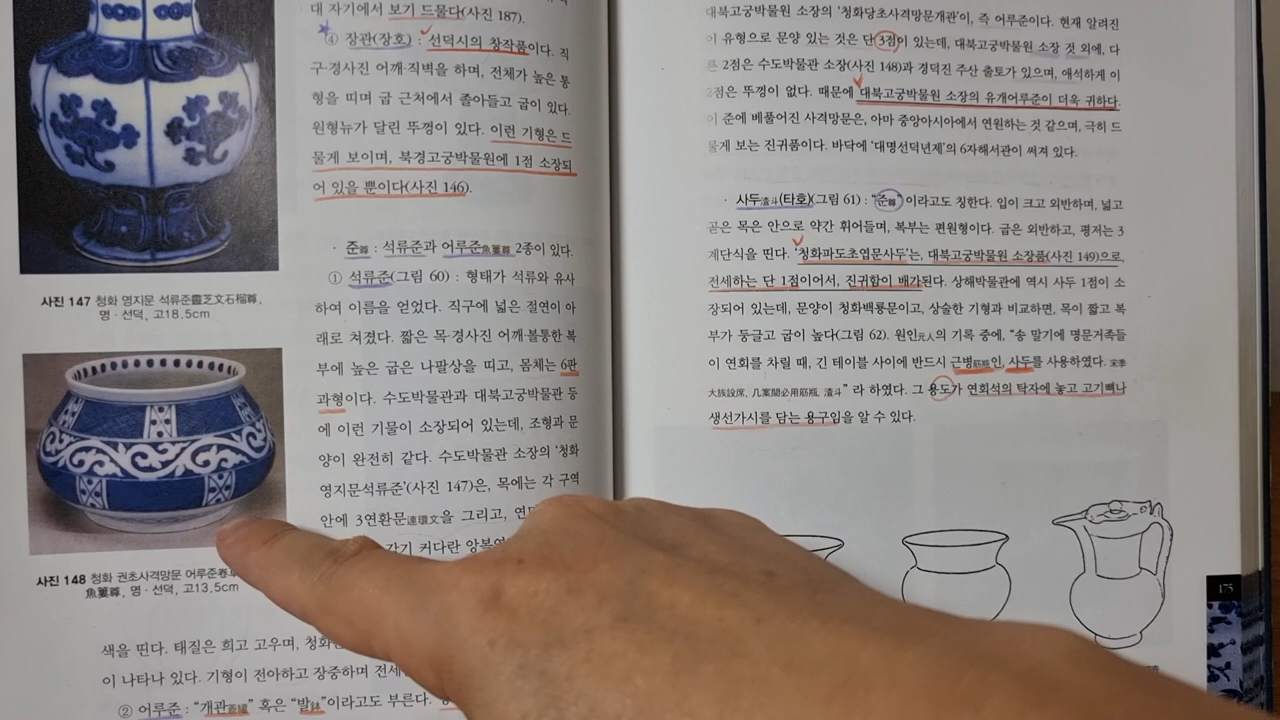 대 자기에서 보기 드물다(사진 187).
④ 장관(장호) : 선덕시의 창작품이다. 직
구·경사진 어깨·직벽을 하며, 전체가 높은 통
형을 띠며 굽 근처에서 졸아들고 굽이 있다.
원형뉴가 달린 뚜껑이 있다. 이런 기형은 드
물게 보이며, 북경고궁박물원에 1점 소장되
어 있을 뿐이다(사진 146).
· 준尊 : 석류준과 어루준魚簍尊 2종이 있다.
① 석류준(그림 60) : 형태가 석류와 유사
하여 이름을 얻었다. 직구에 넓은 절연이 아
래로 쳐졌다. 짧은 목·경사진 어깨·볼통한 복
부에 높은 굽은 나팔상을 띠고, 몸체는 6판
과형이다. 수도박물관과 대북고궁박물관 등
에 이런 기물이 소장되어 있는데, 조형과 문
양이 완전히 같다. 수도박물관 소장의 ‘청화
영지문석류준’(사진 147)은, 목에는 각 구역
안에 3연환문連環文을 그리고,
각기 커다란
사진 147 청화 영지문 석류준靈芝文石榴尊,
명·선덕, 고18.5cm
사진 148 청화 권초사격망문 어루준卷草
魚簍尊, 명·선덕, 고13.5cm
색을 띤다. 태질은 희고 고우며,
이 나타나 있다. 기형이 전아하고 장중하며
② 어루준 : “개관蓋罐” 혹은 “발鉢”이라고도 부른다.
대북고궁박물원 소장의 ‘청화당초사격망문개관’이, 즉 어루준이다. 현재 알려진
이 유형으로 문양 있는 것은 단 3점이 있는데, 대북고궁박물원 소장 것 외에, 다
른 2점은 수도박물관 소장(사진 148)과 경덕진 주산 출토가 있으며, 애석하게 이
2점은 뚜껑이 없다. 때문에 대북고궁박물원 소장의 유개어루준이 더욱 귀하다.
이 준에 베풀어진 사격망문은, 아마 중앙아시아에서 연원하는 것 같으며, 극히 드
물게 보는 진귀품이다. 바닥에 ‘대명선덕년제’의 6자해서관이 써져 있다.
· 사두渣斗(타호)(그림 61) : “준尊”이라고도 칭한다. 입이 크고 외반하며, 넓고
곧은 목은 안으로 약간 휘어들며, 복부는 편원형이다. 굽은 외반하고, 평저는 3
계단식을 띤다. ‘청화파도초엽문사두’는, 대북고궁박물원 소장품(사진 149)으로,
전세하는 단 1점이어서, 진귀함이 배가된다. 상해박물관에 역시 사두 1점이 소
장되어 있는데, 문양이 청화백룡문이고, 상술한 기형과 비교하면, 목이 짧고 복
부가 둥글고 굽이 높다(그림 62). 원인元人의 기록 중에, “송 말기에 명문거족들
이 연회를 차릴 때, 긴 테이블 사이에 반드시 근병筋瓶인, 사두를 사용하였다. 宋季
大族設席, 几案間必用筋瓶, 渣斗” 라 하였다. 그 용도가 연회석의 탁자에 놓고 고기뼈나
생선가시를 담는 용구임을 알 수 있다.
175